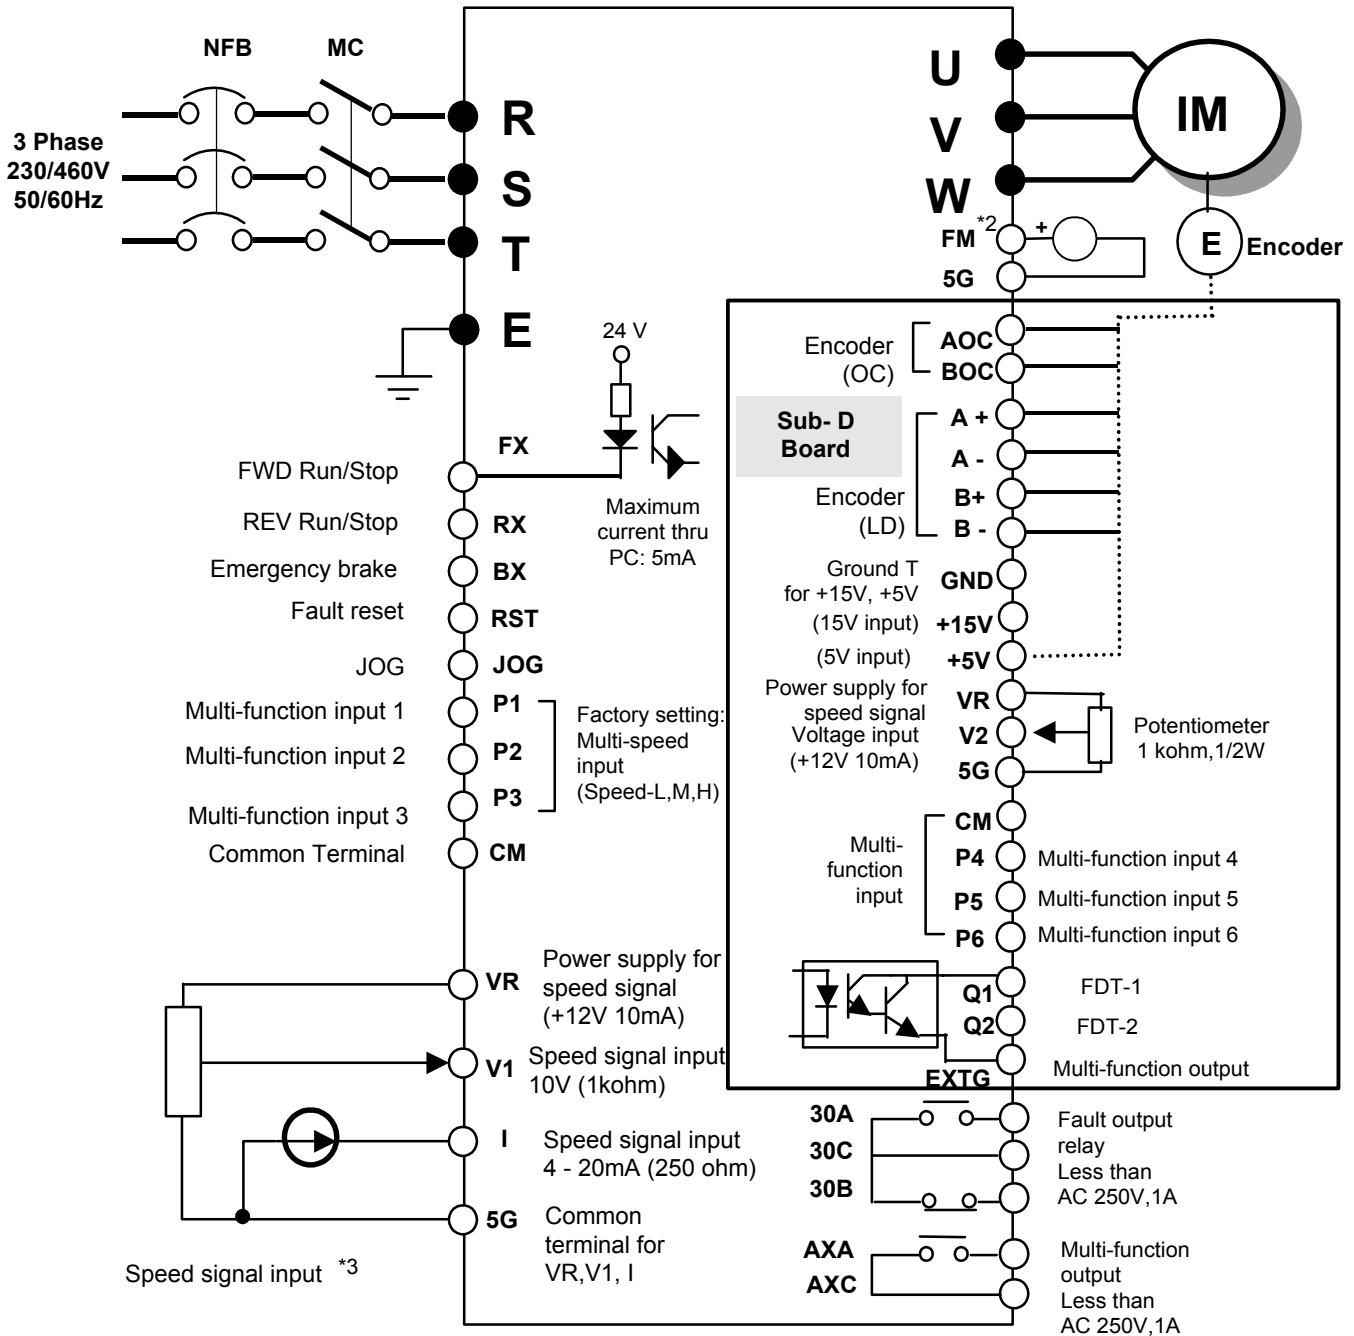 NFB
MC
3 Phase
230/460V
50/60Hz
R
S
T
E
U
V
W
IM
FM *2
+
5G
E
Encoder
24 V
FX
FWD Run/Stop
Maximum
current thru
PC: 5mA
REV Run/Stop
RX
Emergency brake
BX
Fault reset
RST
JOG
JOG
Multi-function input 1
P1
Multi-function input 2
P2
Multi-function input 3
P3
Factory setting:
Multi-speed
input
(Speed-L,M,H)
Common Terminal
CM
VR
Power supply for
speed signal
(+12V 10mA)
V1
Speed signal input
10V (1kohm)
I
Speed signal input
4 - 20mA (250 ohm)
5G
Common
terminal for
VR,V1, I
Speed signal input *3
Encoder
(OC)
AOC
BOC
Sub- D
Board
Encoder
(LD)
A +
A -
B+
B -
Ground T
for +15V, +5V
GND
(15V input)
+15V
(5V input)
+5V
Power supply for
speed signal
Voltage input
(+12V 10mA)
VR
V2
5G
Potentiometer
1 kohm,1/2W
Multi-
function
input
CM
P4
Multi-function input 4
P5
Multi-function input 5
P6
Multi-function input 6
Q1
FDT-1
Q2
FDT-2
EXTG
Multi-function output
30A
30C
30B
Fault output
relay
Less than
AC 250V,1A
AXA
AXC
Multi-function
output
Less than
AC 250V,1A